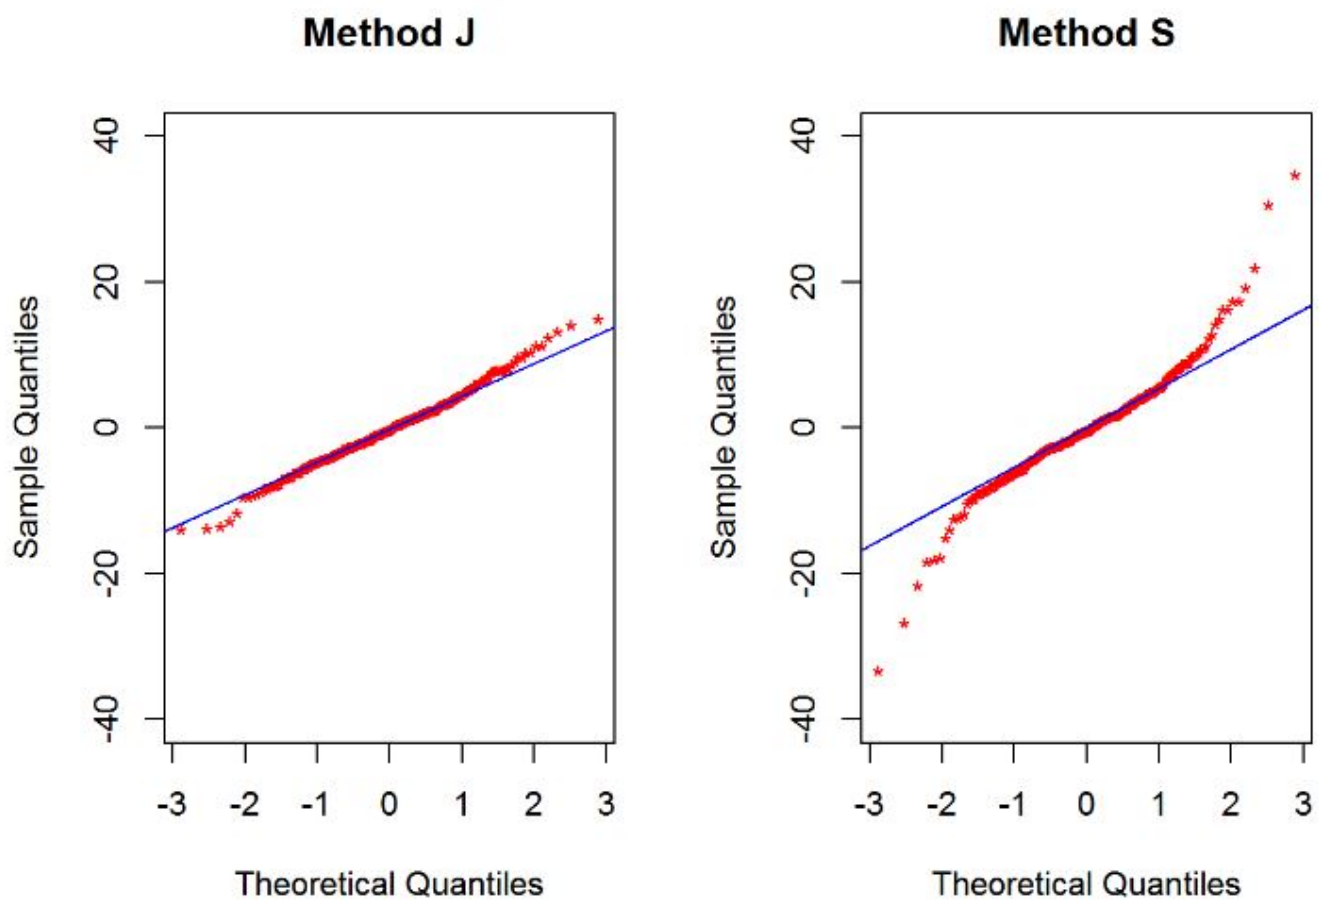 Method J
Sample Quantiles
40
20
0
-20
-40
-3 -2 -1 0 1 2 3
Theoretical Quantiles
Method S
Sample Quantiles
40
20
0
-20
-40
-3 -2 -1 0 1 2 3
Theoretical Quantiles